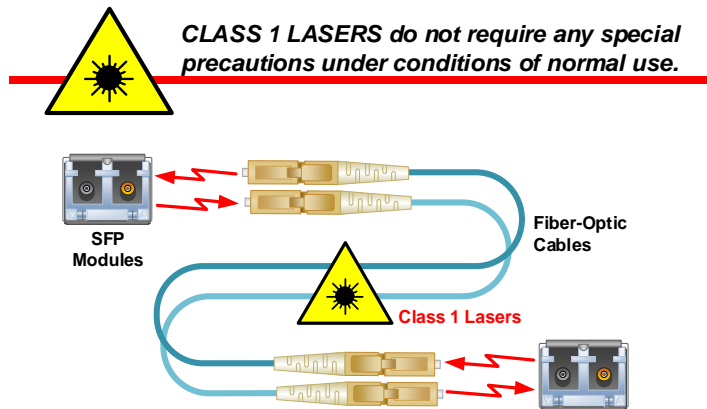 CLASS 1 LASERS do not require any special
precautions under conditions of normal use.
SFP
Modules
Fiber-Optic
Cables
Class 1 Lasers